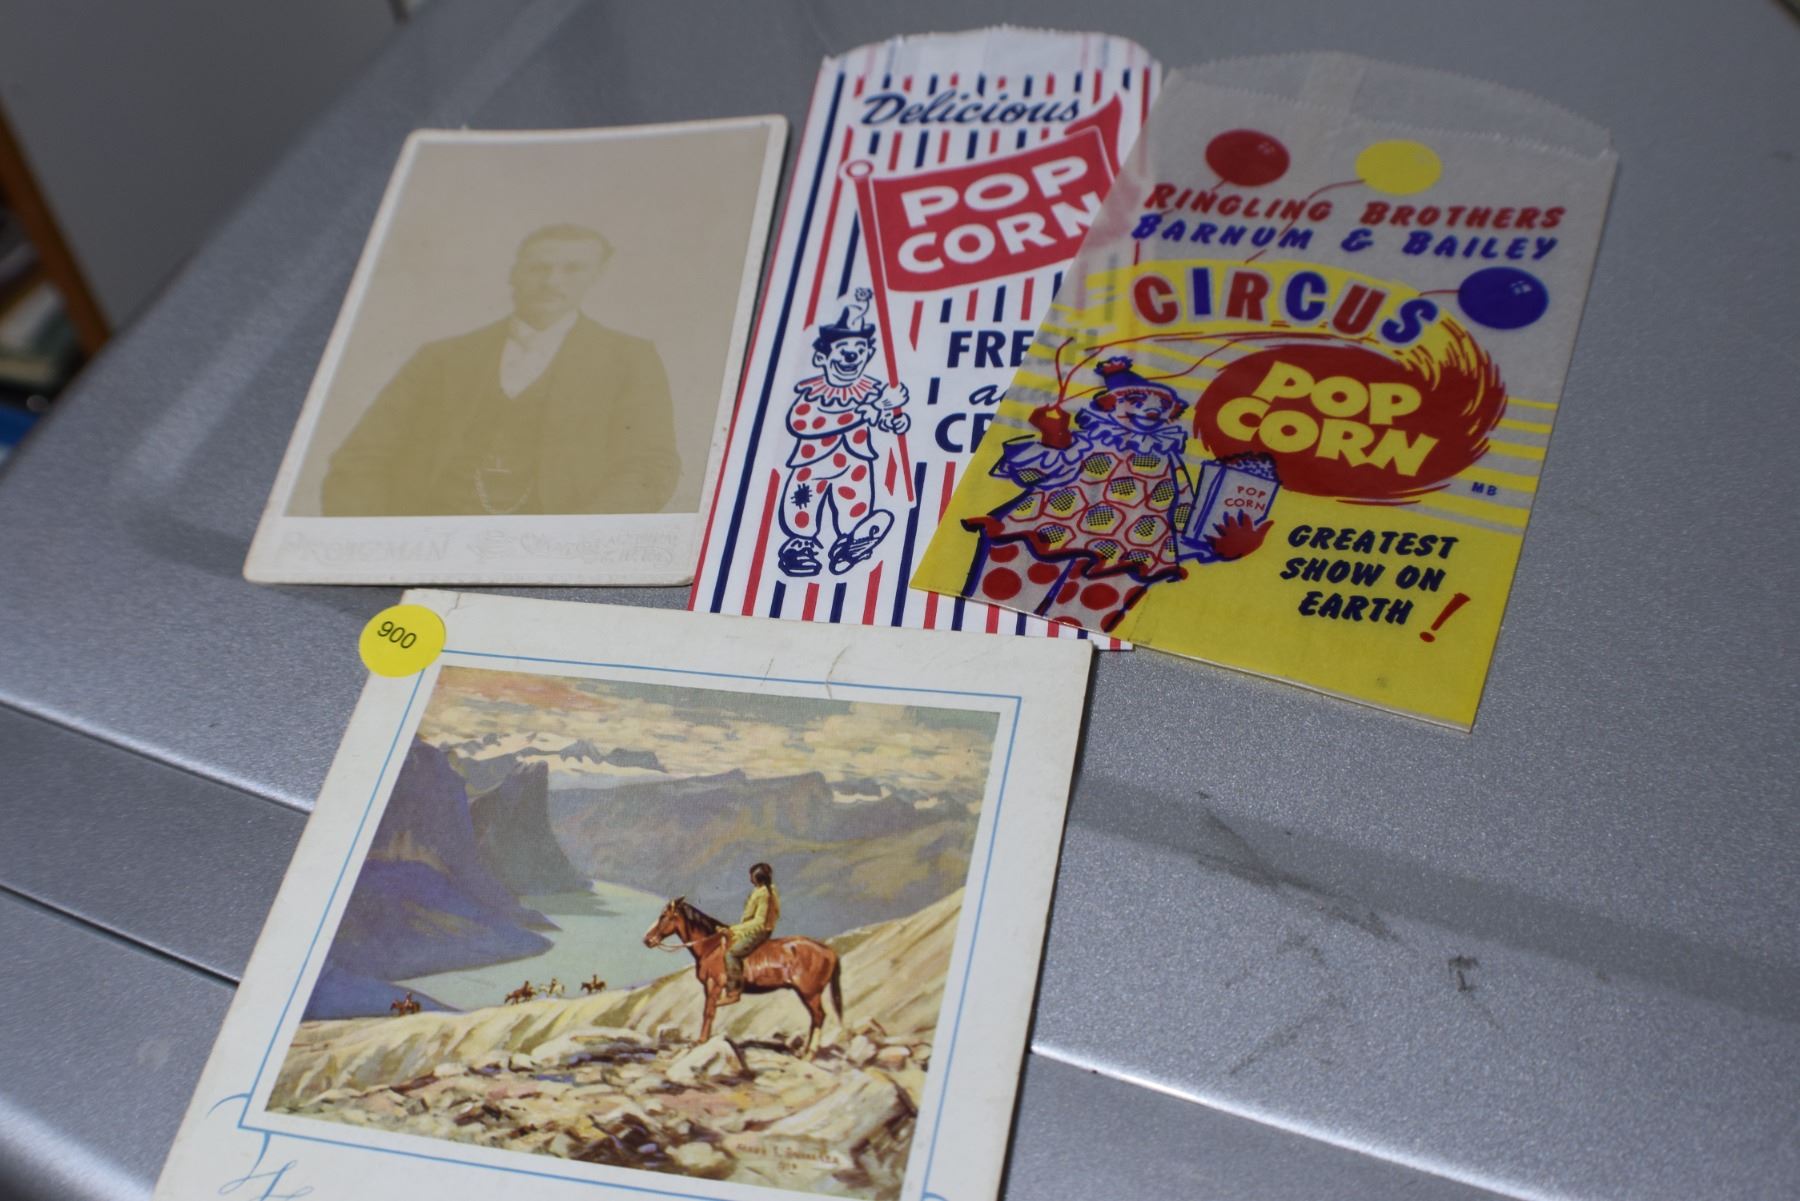 Delicious
POP
CORN
FRE
I a
CR
RINGLING BROTHERS
BARNUM & BAILEY
CIRCUS
POP
CORN
POP
CORN
MB
GREATEST
SHOW ON
EARTH!
900